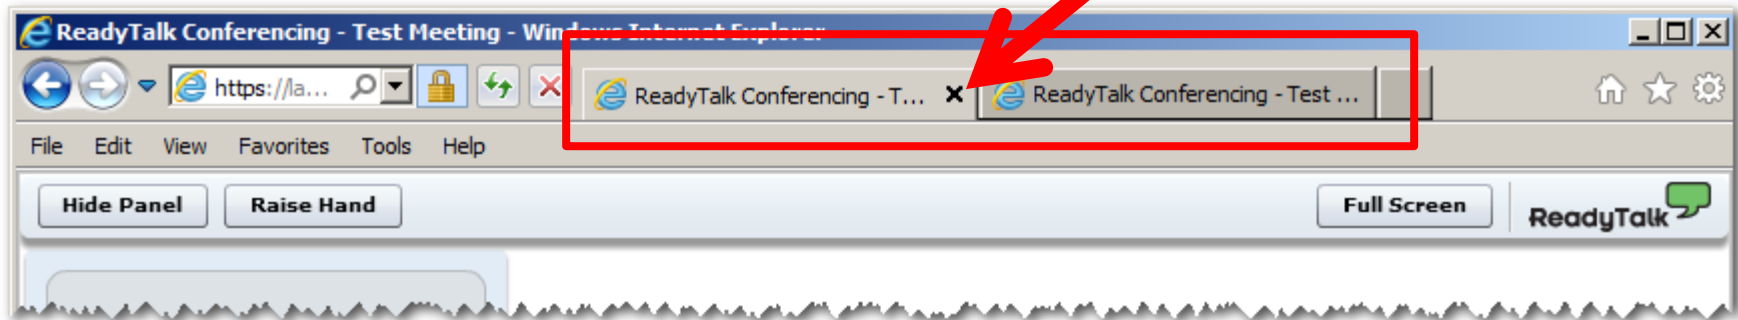 ReadyTalk Conferencing - Test Meeting - Windows Internet Explorer
https://la...
ReadyTalk Conferencing - T...
ReadyTalk Conferencing - Test ...
File Edit View Favorites Tools Help
Hide Panel Raise Hand Full Screen ReadyTalk